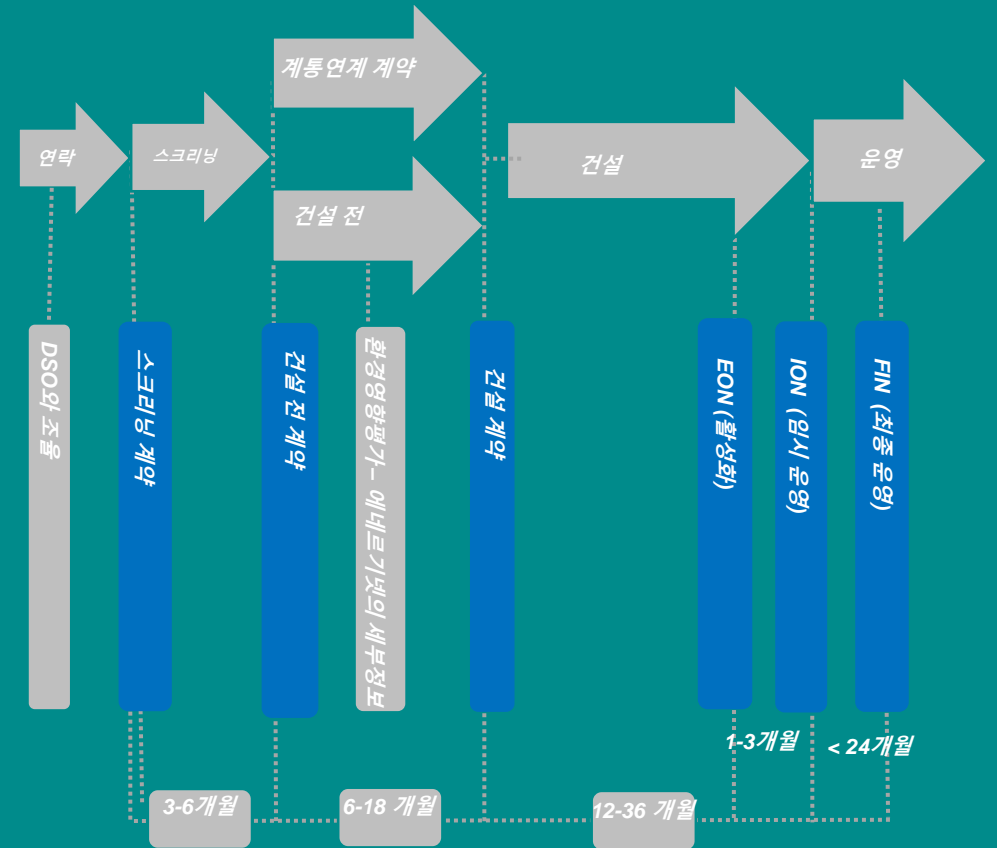 계통연계 계약
연락
스크리닝
건설
운영
건설 전
DSO와 조율
스크리닝 계약
건설 전 계약
환경영향평가– 에네르기넷의 세부정보
건설 계약
EON (활성화)
ION (임시 운영)
FIN (최종 운영)
1-3개월
< 24개월
3-6개월
6-18 개월
12-36 개월